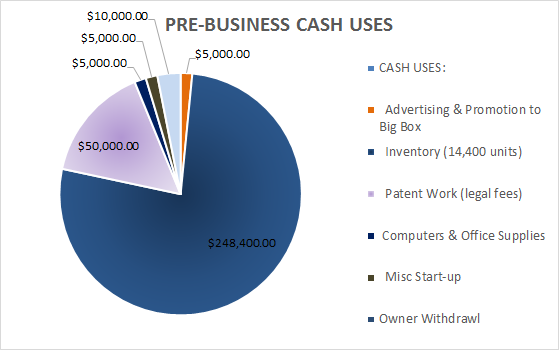 PRE-BUSINESS CASH USES
$10,000.00
$5,000.00
$5,000.00
$5,000.00
$50,000.00
$248,400.00
CASH USES:
Advertising & Promotion to
Big Box
Inventory (14,400 units)
Patent Work (legal fees)
Computers & Office Supplies
Misc Start-up
Owner Withdrawl